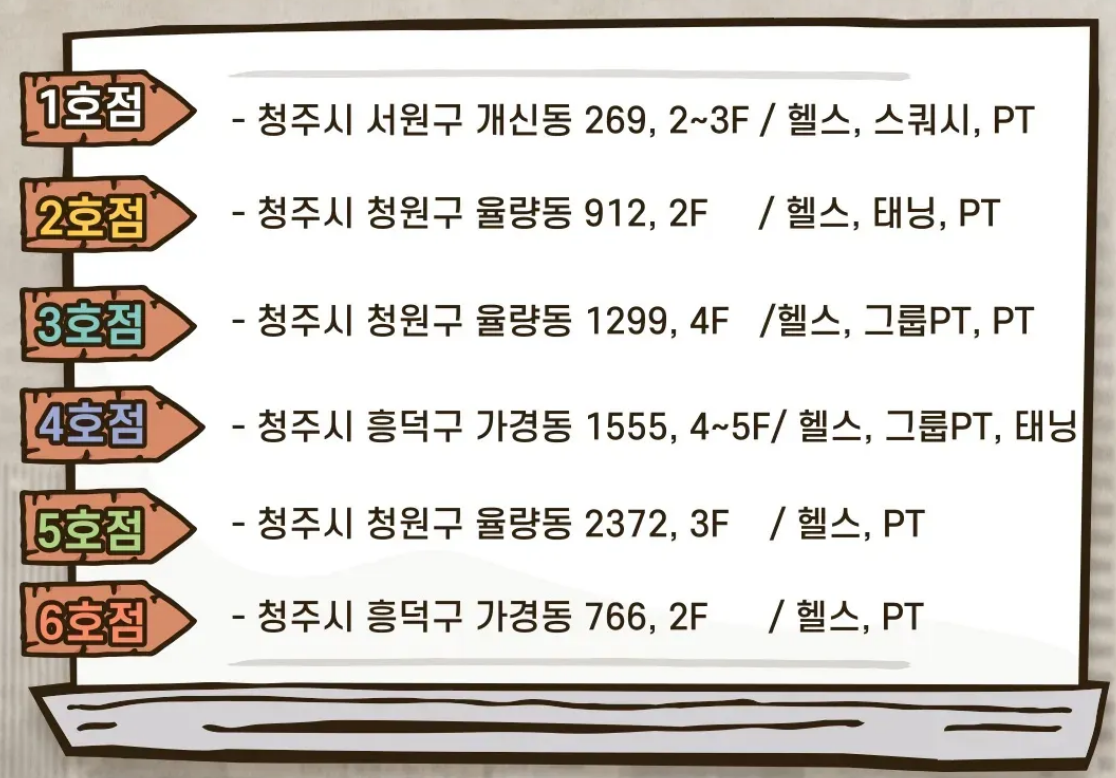 1호점 - 청주시 서원구 개신동 269, 2~3F / 헬스, 스쿼시, PT
2호점 - 청주시 청원구 율량동 912, 2F / 헬스, 태닝, PT
3호점 - 청주시 청원구 율량동 1299, 4F /헬스, 그룹PT, PT
4호점 - 청주시 흥덕구 가경동 1555, 4~5F/ 헬스, 그룹PT, 태닝
5호점 - 청주시 청원구 율량동 2372, 3F / 헬스, PT
6호점 - 청주시 흥덕구 가경동 766, 2F / 헬스, PT